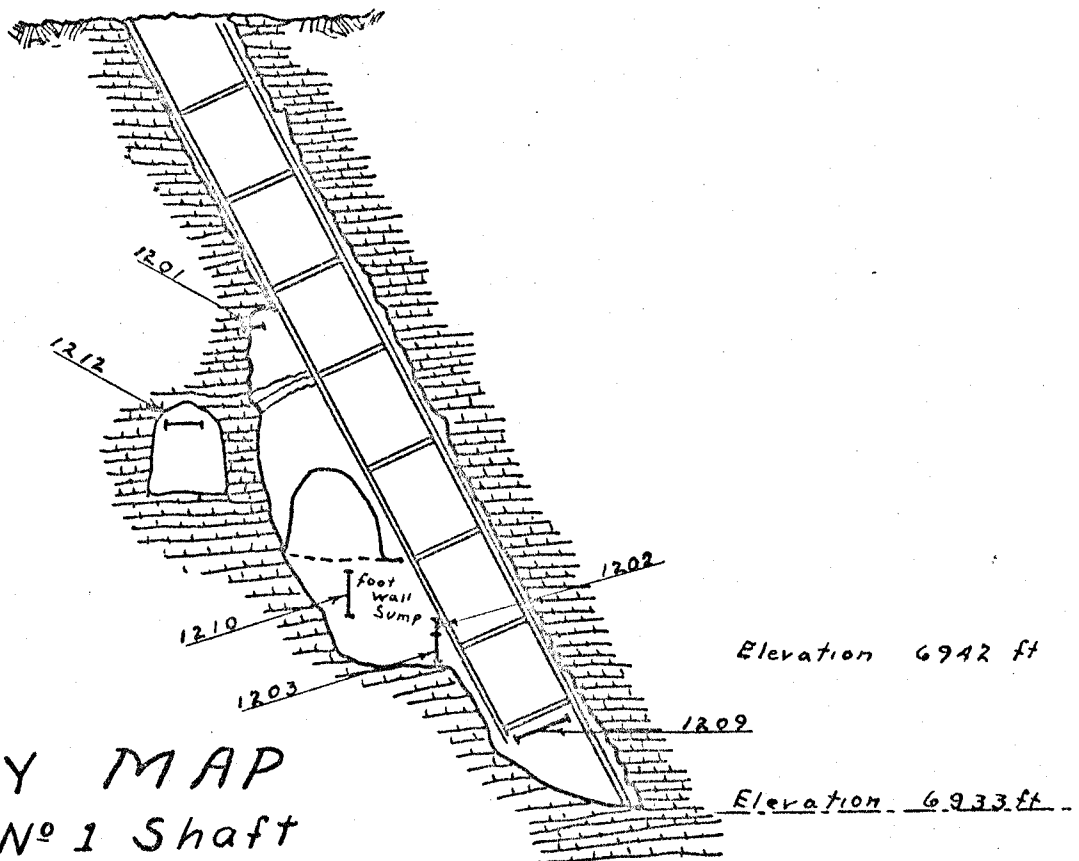 1201
1212
1202
foot
wall
Sump
1210
Elevation 6942 ft
1203
1209
Y MAP
Elevation 6933 ft
Nº 1 Shaft